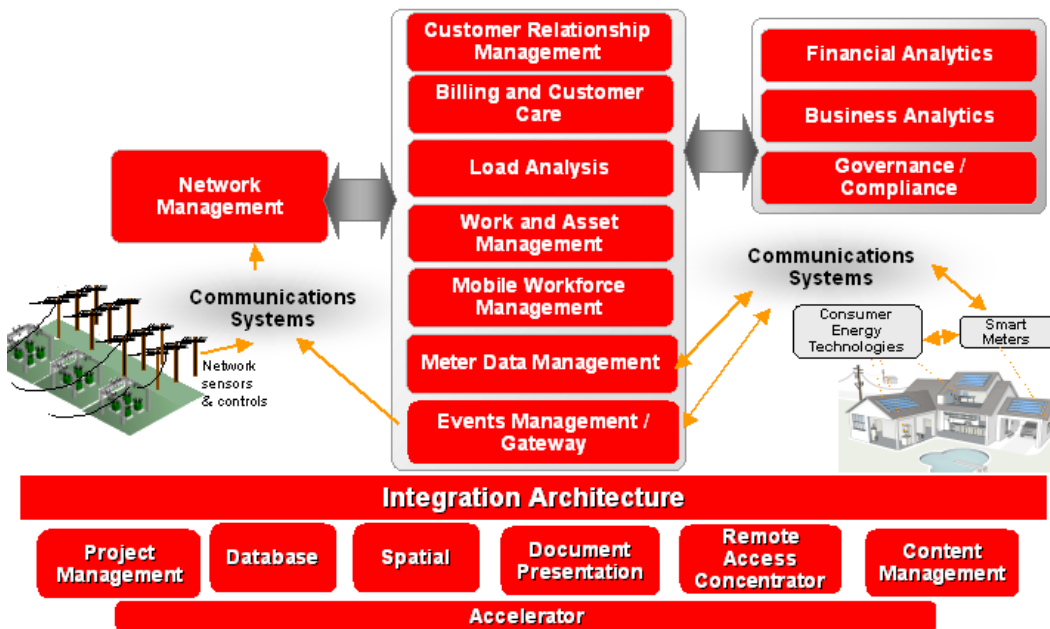 Customer Relationship
Management
Billing and Customer
Care
Load Analysis
Work and Asset
Management
Mobile Workforce
Management
Meter Data Management
Events Management /
Gateway
Financial Analytics
Business Analytics
Governance /
Compliance
Network
Management
Communications
Systems
Network
sensors
& controls
Communications
Systems
Consumer
Energy
Technologies
Smart
Meters
Integration Architecture
Project
Management
Database
Spatial
Document
Presentation
Remote
Access
Concentrator
Content
Management
Accelerator